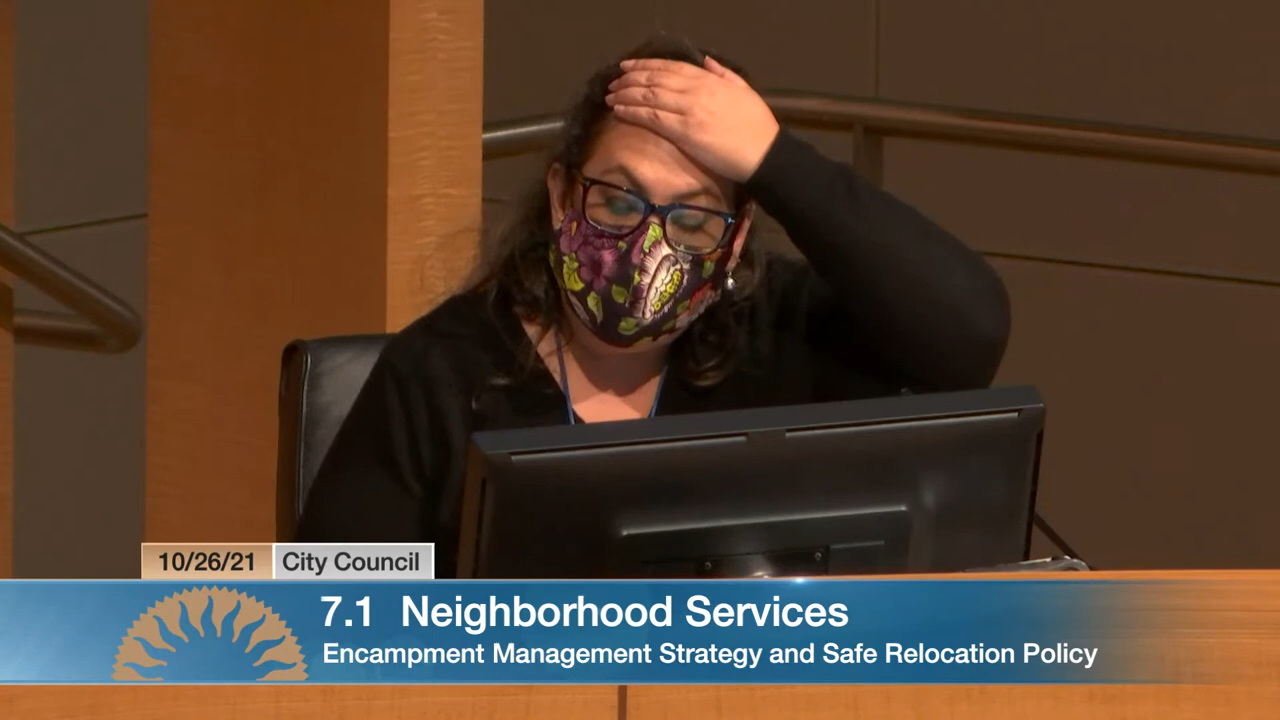 10/26/21 City Council
7.1 Neighborhood Services
Encampment Management Strategy and Safe Relocation Policy